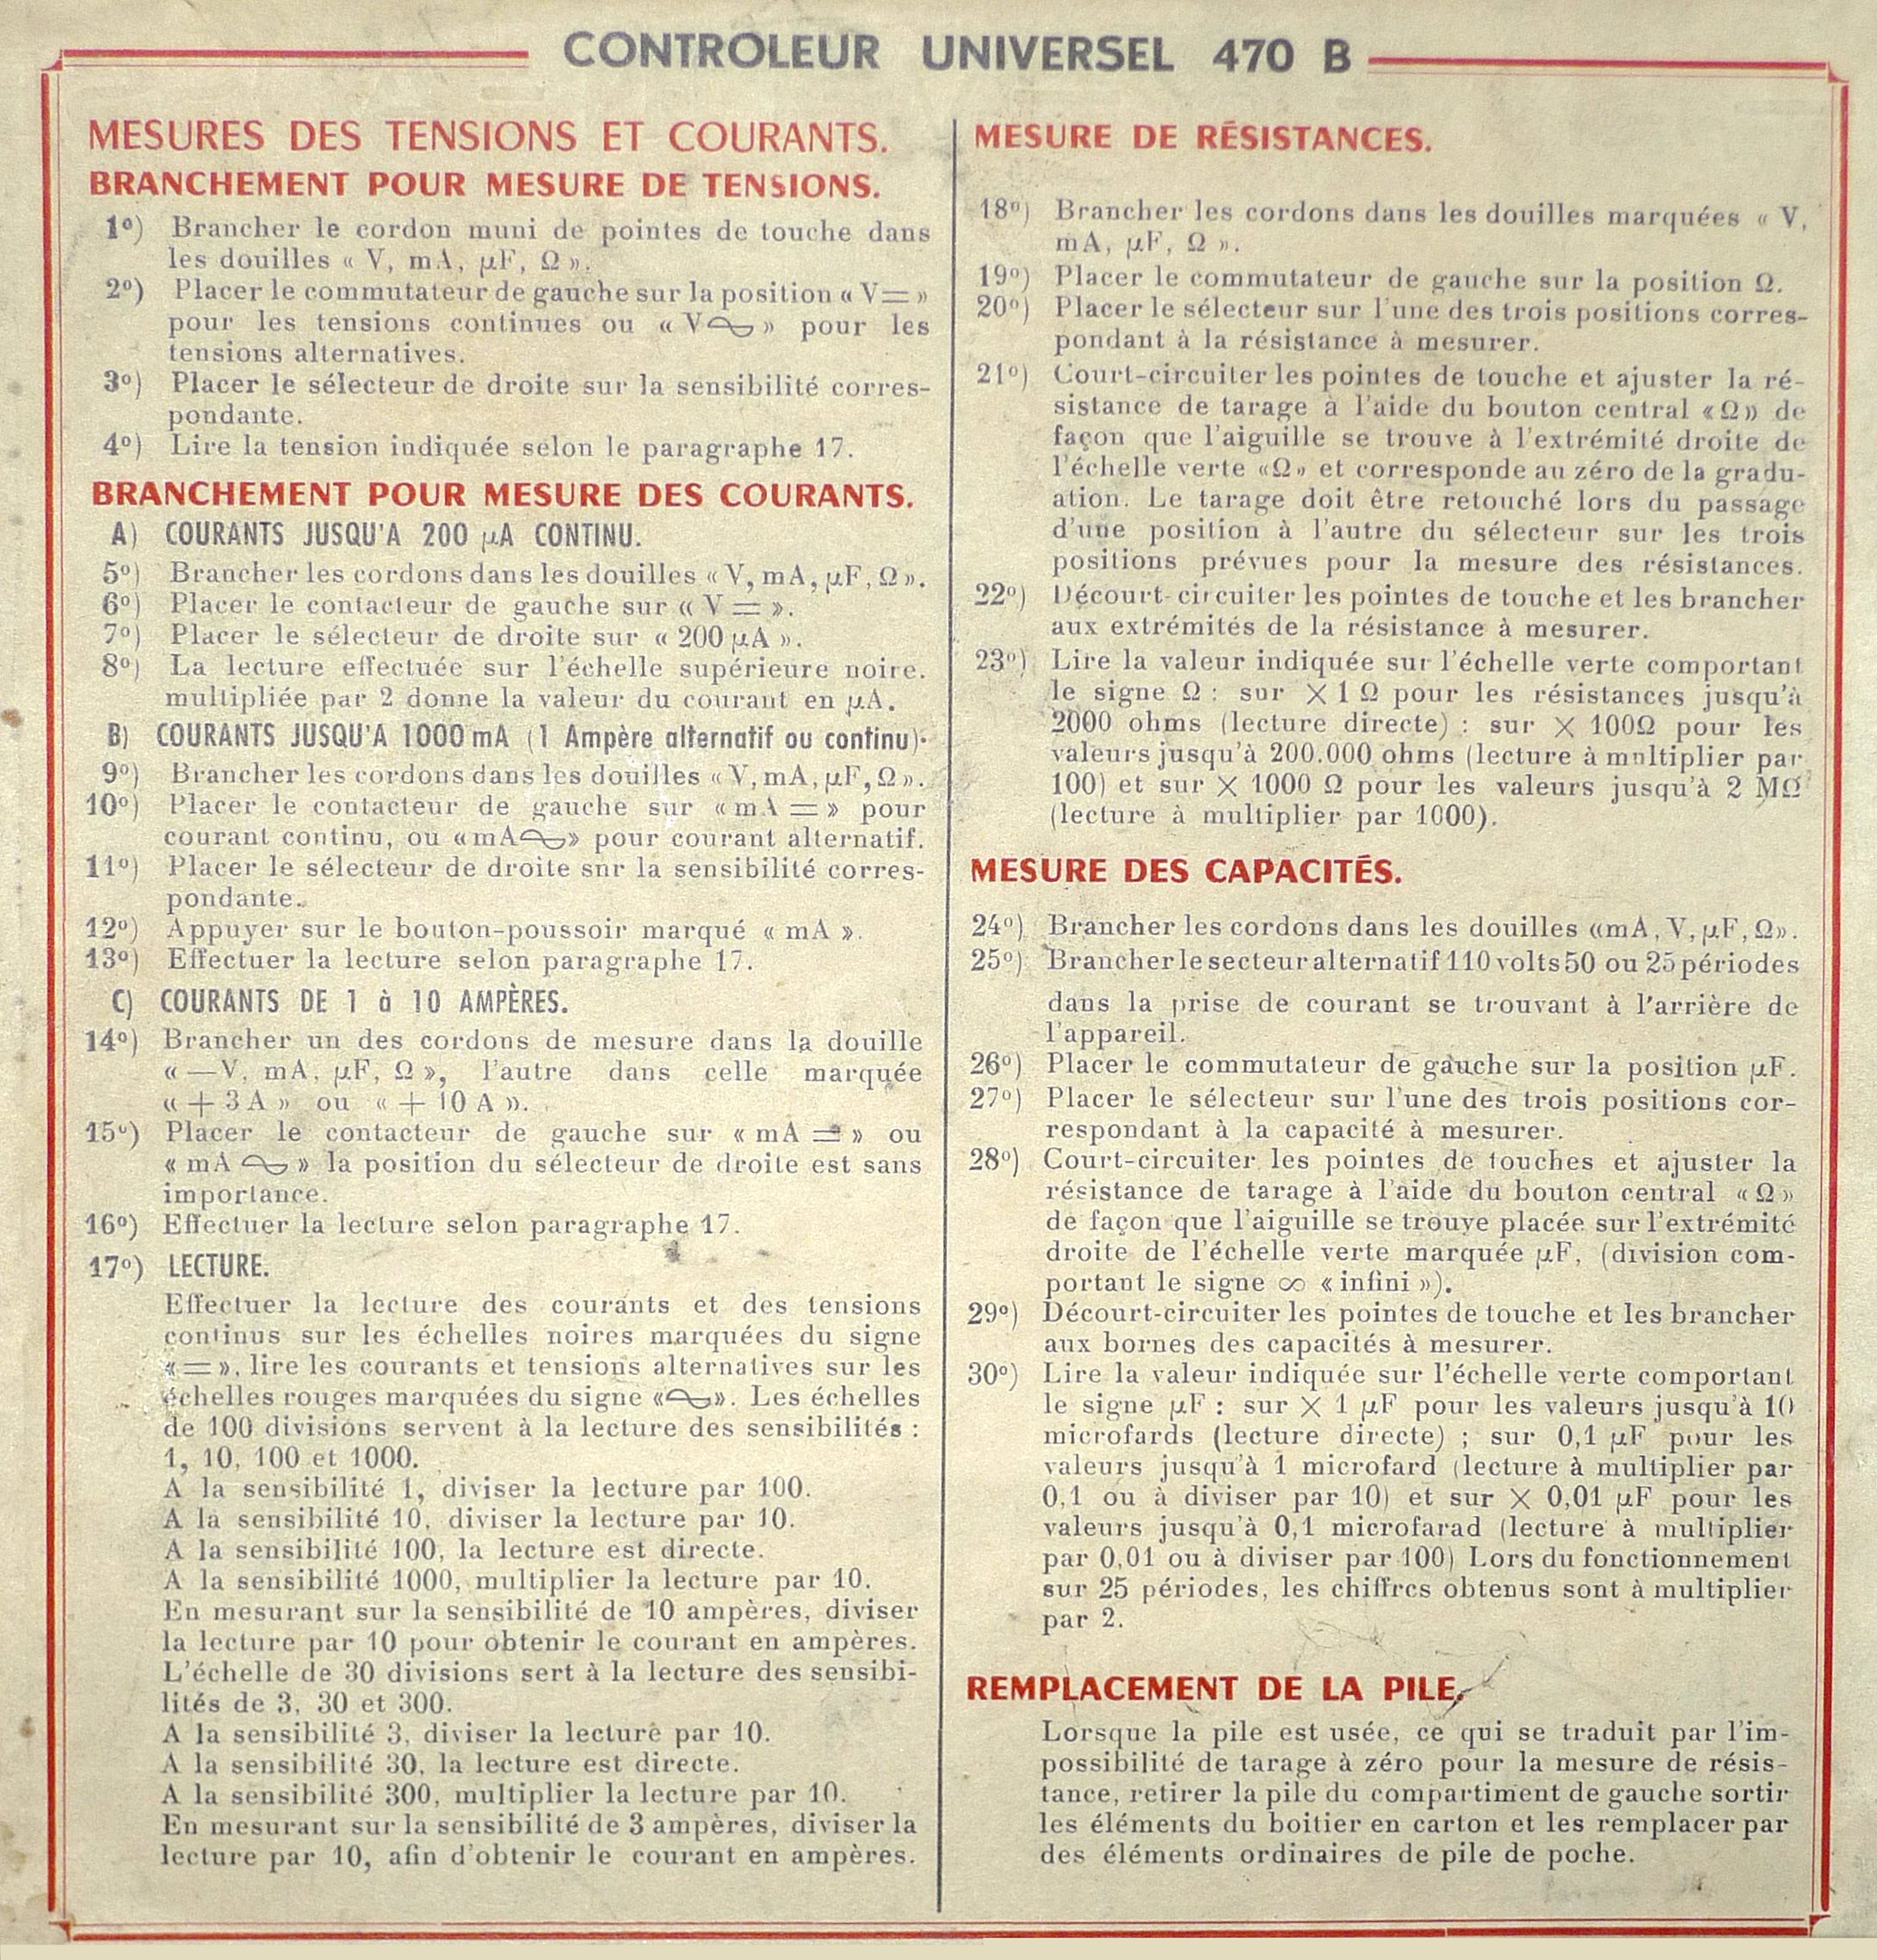 CONTROLEUR UNIVERSEL 470 B
MESURES DES TENSIONS ET COURANTS.
BRANCHEMENT POUR MESURE DE TENSIONS.
1º) Brancher le cordon muni de pointes de touche dans
les douilles « V, mA, µF, Ω ».
2º) Placer le commutateur de gauche sur la position « V= »
pour les tensions continues ou « V∿ » pour les
tensions alternatives.
3º) Placer le sélecteur de droite sur la sensibilité corres-
pondante.
4º) Lire la tension indiquée selon le paragraphe 17.
BRANCHEMENT POUR MESURE DES COURANTS.
A) COURANTS JUSQU'A 200 µA CONTINU.
5º) Brancher les cordons dans les douilles « V, mA, µF, Ω ».
6º) Placer le contacteur de gauche sur « V = ».
7º) Placer le sélecteur de droite sur « 200 µA ».
8º) La lecture effectuée sur l'échelle supérieure noire.
multipliée par 2 donne la valeur du courant en µA.
B) COURANTS JUSQU'A 1000 mA (1 Ampère alternatif ou continu).
9º) Brancher les cordons dans les douilles « V, mA, µF, Ω ».
10º) Placer le contacteur de gauche sur « mA = » pour
courant continu, ou « mA∿ » pour courant alternatif.
11º) Placer le sélecteur de droite snr la sensibilité corres-
pondante.
12º) Appuyer sur le bouton-poussoir marqué « mA ».
13º) Effectuer la lecture selon paragraphe 17.
C) COURANTS DE 1 à 10 AMPÈRES.
14º) Brancher un des cordons de mesure dans la douille
« —V, mA, µF, Ω », l'autre dans celle marquée
« + 3 A » ou « + 10 A ».
15º) Placer le contacteur de gauche sur « mA = » ou
« mA ∿ » la position du sélecteur de droite est sans
importance.
16º) Effectuer la lecture selon paragraphe 17.
17º) LECTURE.
Effectuer la lecture des courants et des tensions
continus sur les échelles noires marquées du signe
« = », lire les courants et tensions alternatives sur les
échelles rouges marquées du signe «∿». Les échelles
de 100 divisions servent à la lecture des sensibilités :
1, 10, 100 et 1000.
A la sensibilité 1, diviser la lecture par 100.
A la sensibilité 10, diviser la lecture par 10.
A la sensibilité 100, la lecture est directe.
A la sensibilité 1000, multiplier la lecture par 10.
En mesurant sur la sensibilité de 10 ampères, diviser
la lecture par 10 pour obtenir le courant en ampères.
L'échelle de 30 divisions sert à la lecture des sensibi-
lités de 3, 30 et 300.
A la sensibilité 3, diviser la lecture par 10.
A la sensibilité 30, la lecture est directe.
A la sensibilité 300, multiplier la lecture par 10.
En mesurant sur la sensibilité de 3 ampères, diviser la
lecture par 10, afin d'obtenir le courant en ampères.
MESURE DE RÉSISTANCES.
18º) Brancher les cordons dans les douilles marquées « V,
mA, µF, Ω ».
19º) Placer le commutateur de gauche sur la position Ω.
20º) Placer le sélecteur sur l'une des trois positions corres-
pondant à la résistance à mesurer.
21º) Court-circuiter les pointes de touche et ajuster la ré-
sistance de tarage à l'aide du bouton central « Ω » de
façon que l'aiguille se trouve à l'extrémité droite de
l'échelle verte «Ω» et corresponde au zéro de la gradu-
ation. Le tarage doit être retouché lors du passage
d'une position à l'autre du sélecteur sur les trois
positions prévues pour la mesure des résistances.
22º) Décourt-circuiter les pointes de touche et les brancher
aux extrémités de la résistance à mesurer.
23º) Lire la valeur indiquée sur l'échelle verte comportant
le signe Ω : sur × 1 Ω pour les résistances jusqu'à
2000 ohms (lecture directe) : sur × 100Ω pour les
valeurs jusqu'à 200.000 ohms (lecture à multiplier par
100) et sur × 1000 Ω pour les valeurs jusqu'à 2 MΩ
(lecture à multiplier par 1000).
MESURE DES CAPACITÉS.
24º) Brancher les cordons dans les douilles «mA, V, µF, Ω».
25º) Brancher le secteur alternatif 110 volts 50 ou 25 périodes
dans la prise de courant se trouvant à l'arrière de
l'appareil.
26º) Placer le commutateur de gauche sur la position µF.
27º) Placer le sélecteur sur l'une des trois positions cor-
respondant à la capacité à mesurer.
28º) Court-circuiter les pointes de touches et ajuster la
résistance de tarage à l'aide du bouton central « Ω »
de façon que l'aiguille se trouve placée sur l'extrémité
droite de l'échelle verte marquée µF, (division com-
portant le signe ∞ « infini »).
29º) Décourt-circuiter les pointes de touche et les brancher
aux bornes des capacités à mesurer.
30º) Lire la valeur indiquée sur l'échelle verte comportant
le signe µF : sur × 1 µF pour les valeurs jusqu'à 10
microfards (lecture directe) ; sur 0,1 µF pour les
valeurs jusqu'à 1 microfard (lecture à multiplier par
0,1 ou à diviser par 10) et sur × 0,01 µF pour les
valeurs jusqu'à 0,1 microfarad (lecture à multiplier
par 0,01 ou à diviser par 100) Lors du fonctionnement
sur 25 périodes, les chiffres obtenus sont à multiplier
par 2.
REMPLACEMENT DE LA PILE.
Lorsque la pile est usée, ce qui se traduit par l'im-
possibilité de tarage à zéro pour la mesure de résis-
tance, retirer la pile du compartiment de gauche sortir
les éléments du boitier en carton et les remplacer par
des éléments ordinaires de pile de poche.